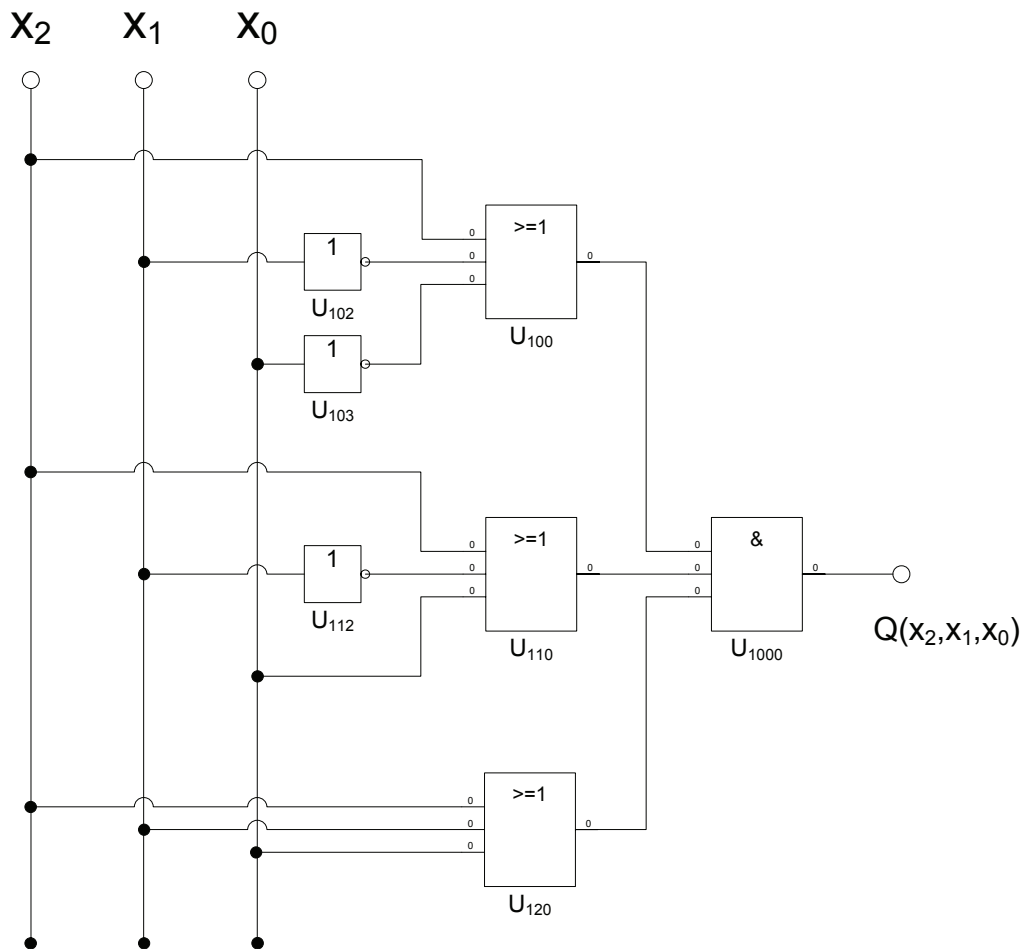 x₂ x₁ x₀
0 >=1
1 0 0
0
U₁₀₂
U₁₀₀
1
U₁₀₃
0 >=1 0 &
1 0 0 0 0
0 0
U₁₁₂
U₁₁₀ U₁₀₀₀ Q(x₂,x₁,x₀)
>=1
0
0 0
0
U₁₂₀